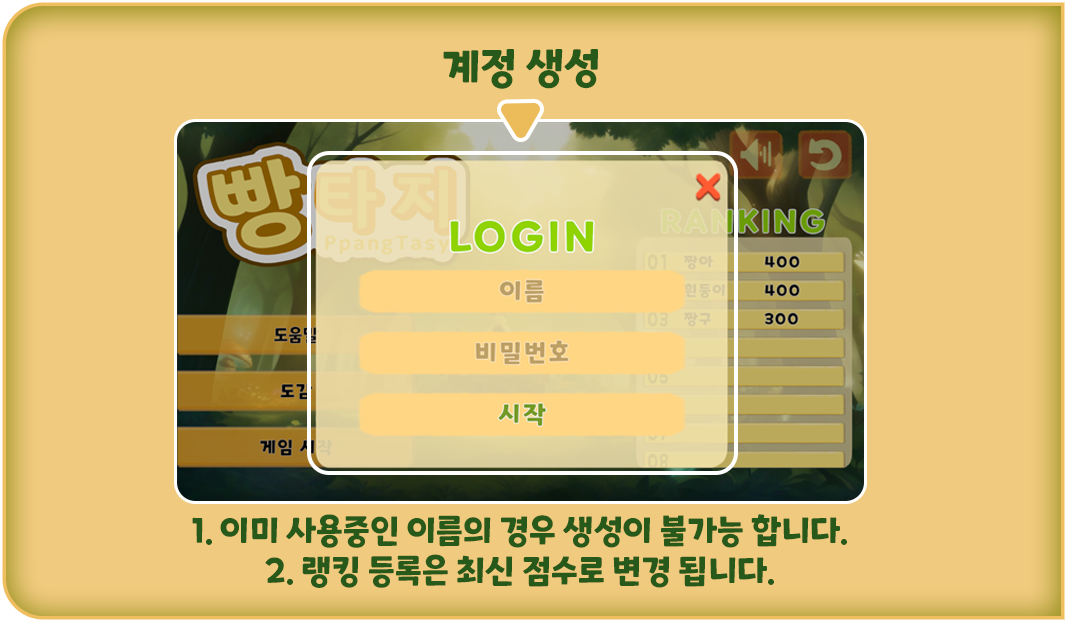 계정 생성
빵타지
PpangTasy
RANKING
LOGIN
01 짱아 400
이름
흰둥이 400
03 짱구 300
도움말
비밀번호
05
도감
시작
07
게임 시작
08
1. 이미 사용중인 이름의 경우 생성이 불가능 합니다.
2. 랭킹 등록은 최신 점수로 변경 됩니다.